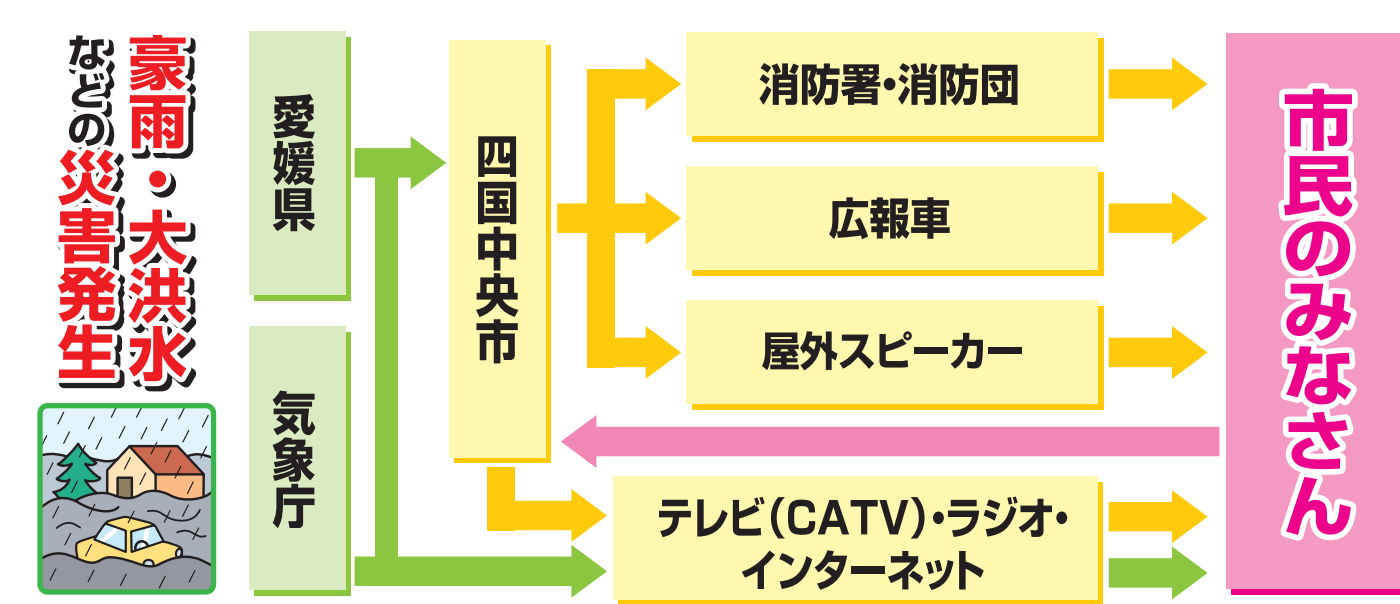 豪雨・大洪水
などの災害発生
愛媛県
気象庁
四国中央市
消防署・消防団
広報車
屋外スピーカー
テレビ(CATV)・ラジオ・
インターネット
市民のみなさん